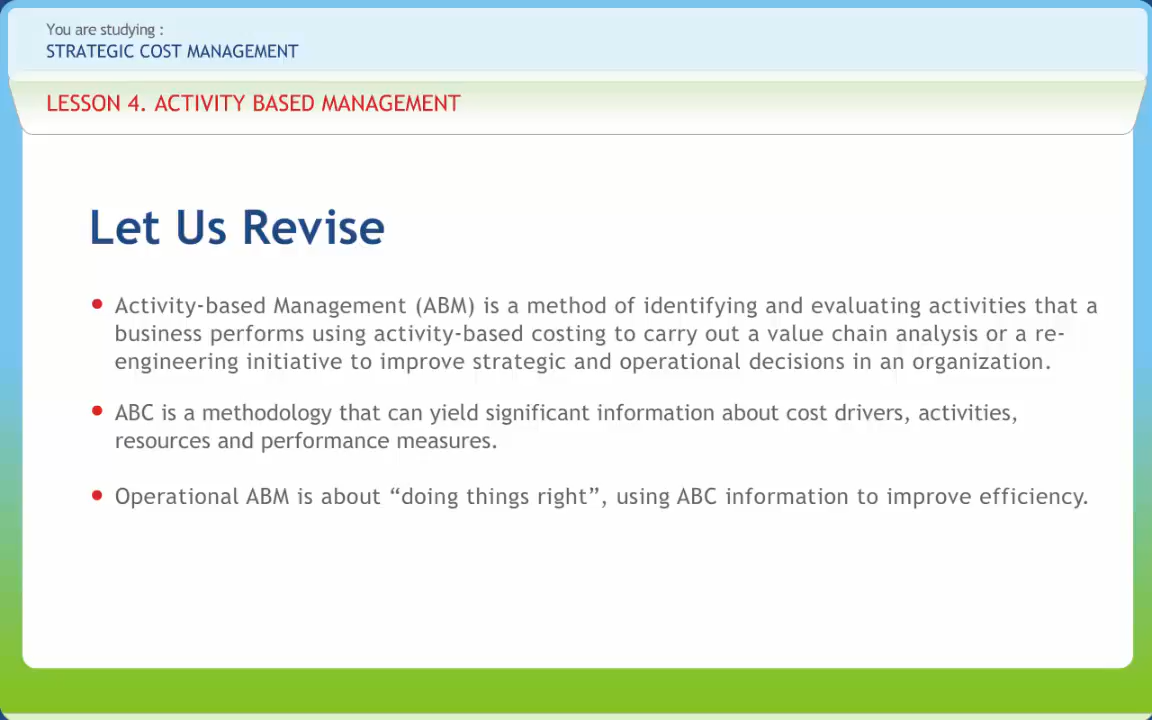 You are studying :
STRATEGIC COST MANAGEMENT
LESSON 4. ACTIVITY BASED MANAGEMENT
Let Us Revise
• Activity-based Management (ABM) is a method of identifying and evaluating activities that a
business performs using activity-based costing to carry out a value chain analysis or a re-
engineering initiative to improve strategic and operational decisions in an organization.
• ABC is a methodology that can yield significant information about cost drivers, activities,
resources and performance measures.
• Operational ABM is about “doing things right”, using ABC information to improve efficiency.